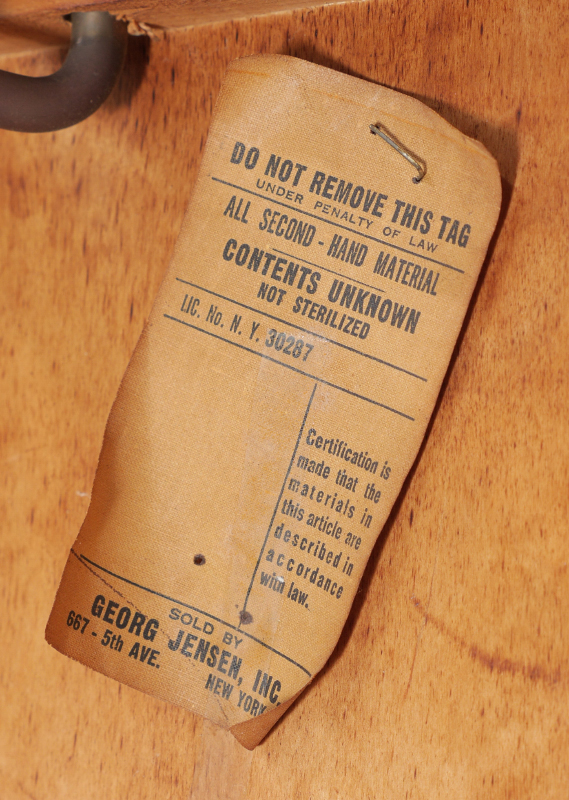 DO NOT REMOVE THIS TAG
UNDER PENALTY OF LAW
ALL SECOND - HAND MATERIAL
CONTENTS UNKNOWN
NOT STERILIZED
LIC. No. N. Y. 30287
Certification is
made that the
materials in
this article are
described in
accordance
with law.
SOLD BY
GEORG JENSEN, INC.
667 - 5th AVE.
NEW YORK